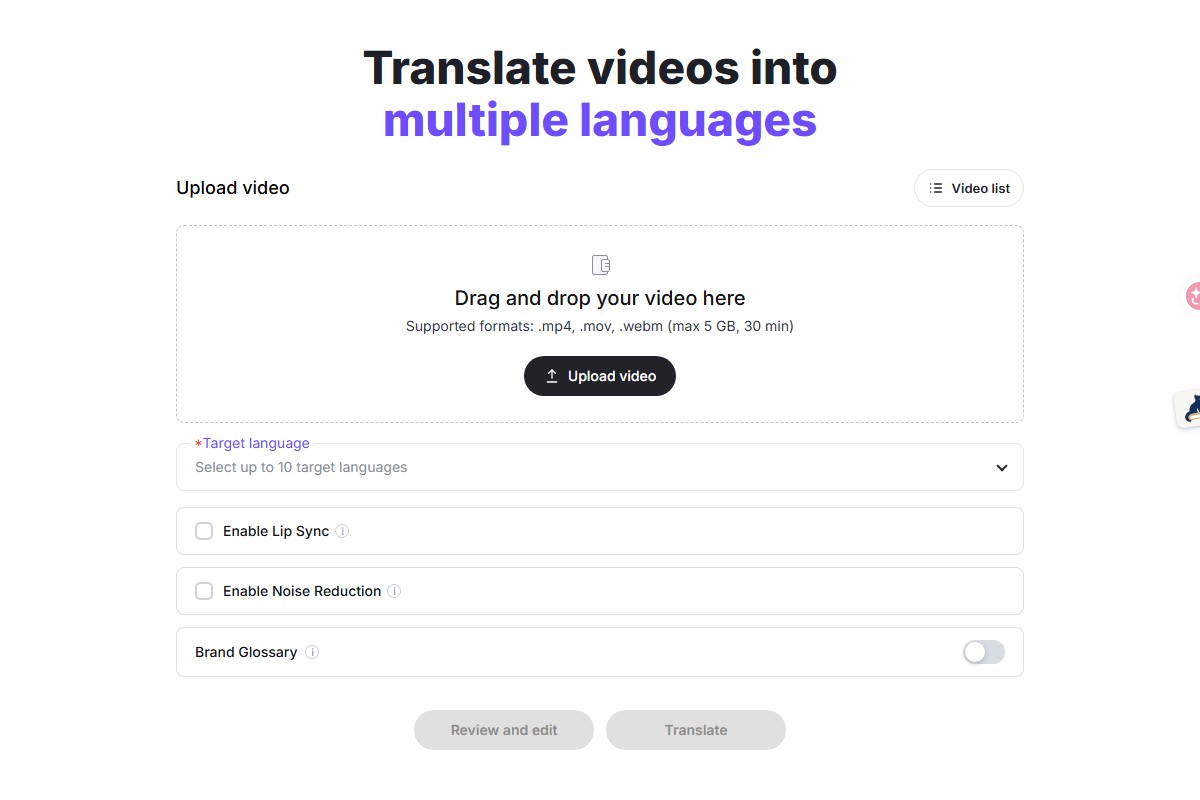 Translate videos into
multiple languages
Upload video
Video list
Drag and drop your video here
Supported formats: .mp4, .mov, .webm (max 5 GB, 30 min)
Upload video
*Target language
Select up to 10 target languages
Enable Lip Sync
Enable Noise Reduction
Brand Glossary
Review and edit
Translate